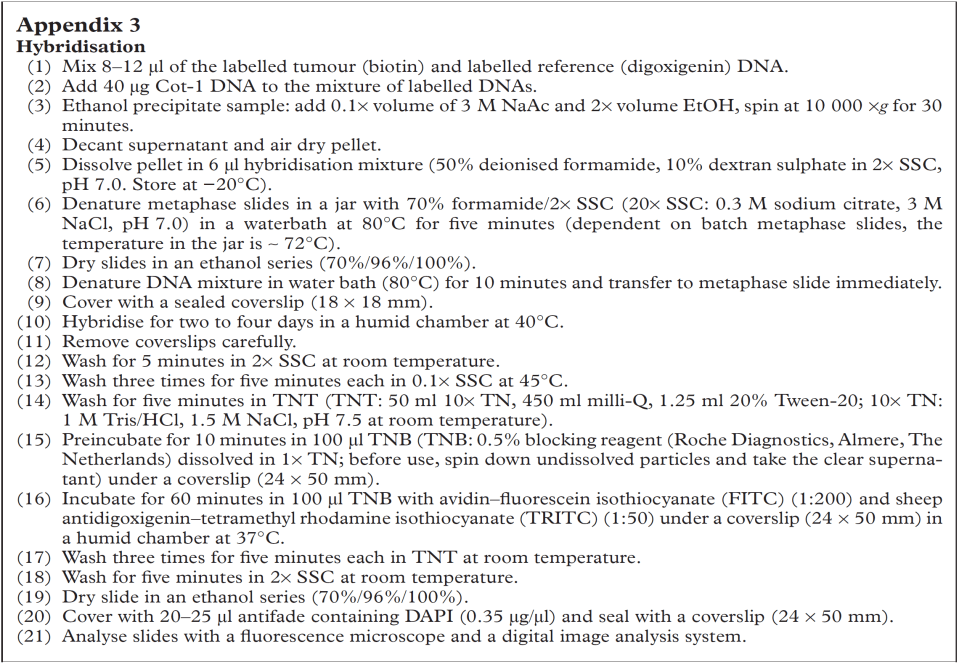 Appendix 3
Hybridisation
(1) Mix 8–12 µl of the labelled tumour (biotin) and labelled reference (digoxigenin) DNA.
(2) Add 40 µg Cot-1 DNA to the mixture of labelled DNAs.
(3) Ethanol precipitate sample: add 0.1× volume of 3 M NaAc and 2× volume EtOH, spin at 10 000 ×g for 30
minutes.
(4) Decant supernatant and air dry pellet.
(5) Dissolve pellet in 6 µl hybridisation mixture (50% deionised formamide, 10% dextran sulphate in 2× SSC,
pH 7.0. Store at −20°C).
(6) Denature metaphase slides in a jar with 70% formamide/2× SSC (20× SSC: 0.3 M sodium citrate, 3 M
NaCl, pH 7.0) in a waterbath at 80°C for five minutes (dependent on batch metaphase slides, the
temperature in the jar is ~ 72°C).
(7) Dry slides in an ethanol series (70%/96%/100%).
(8) Denature DNA mixture in water bath (80°C) for 10 minutes and transfer to metaphase slide immediately.
(9) Cover with a sealed coverslip (18 × 18 mm).
(10) Hybridise for two to four days in a humid chamber at 40°C.
(11) Remove coverslips carefully.
(12) Wash for 5 minutes in 2× SSC at room temperature.
(13) Wash three times for five minutes each in 0.1× SSC at 45°C.
(14) Wash for five minutes in TNT (TNT: 50 ml 10× TN, 450 ml milli-Q, 1.25 ml 20% Tween-20; 10× TN:
1 M Tris/HCl, 1.5 M NaCl, pH 7.5 at room temperature).
(15) Preincubate for 10 minutes in 100 µl TNB (TNB: 0.5% blocking reagent (Roche Diagnostics, Almere, The
Netherlands) dissolved in 1× TN; before use, spin down undissolved particles and take the clear superna-
tant) under a coverslip (24 × 50 mm).
(16) Incubate for 60 minutes in 100 µl TNB with avidin–fluorescein isothiocyanate (FITC) (1:200) and sheep
antidigoxigenin–tetramethyl rhodamine isothiocyanate (TRITC) (1:50) under a coverslip (24 × 50 mm) in
a humid chamber at 37°C.
(17) Wash three times for five minutes each in TNT at room temperature.
(18) Wash for five minutes in 2× SSC at room temperature.
(19) Dry slide in an ethanol series (70%/96%/100%).
(20) Cover with 20–25 µl antifade containing DAPI (0.35 µg/µl) and seal with a coverslip (24 × 50 mm).
(21) Analyse slides with a fluorescence microscope and a digital image analysis system.